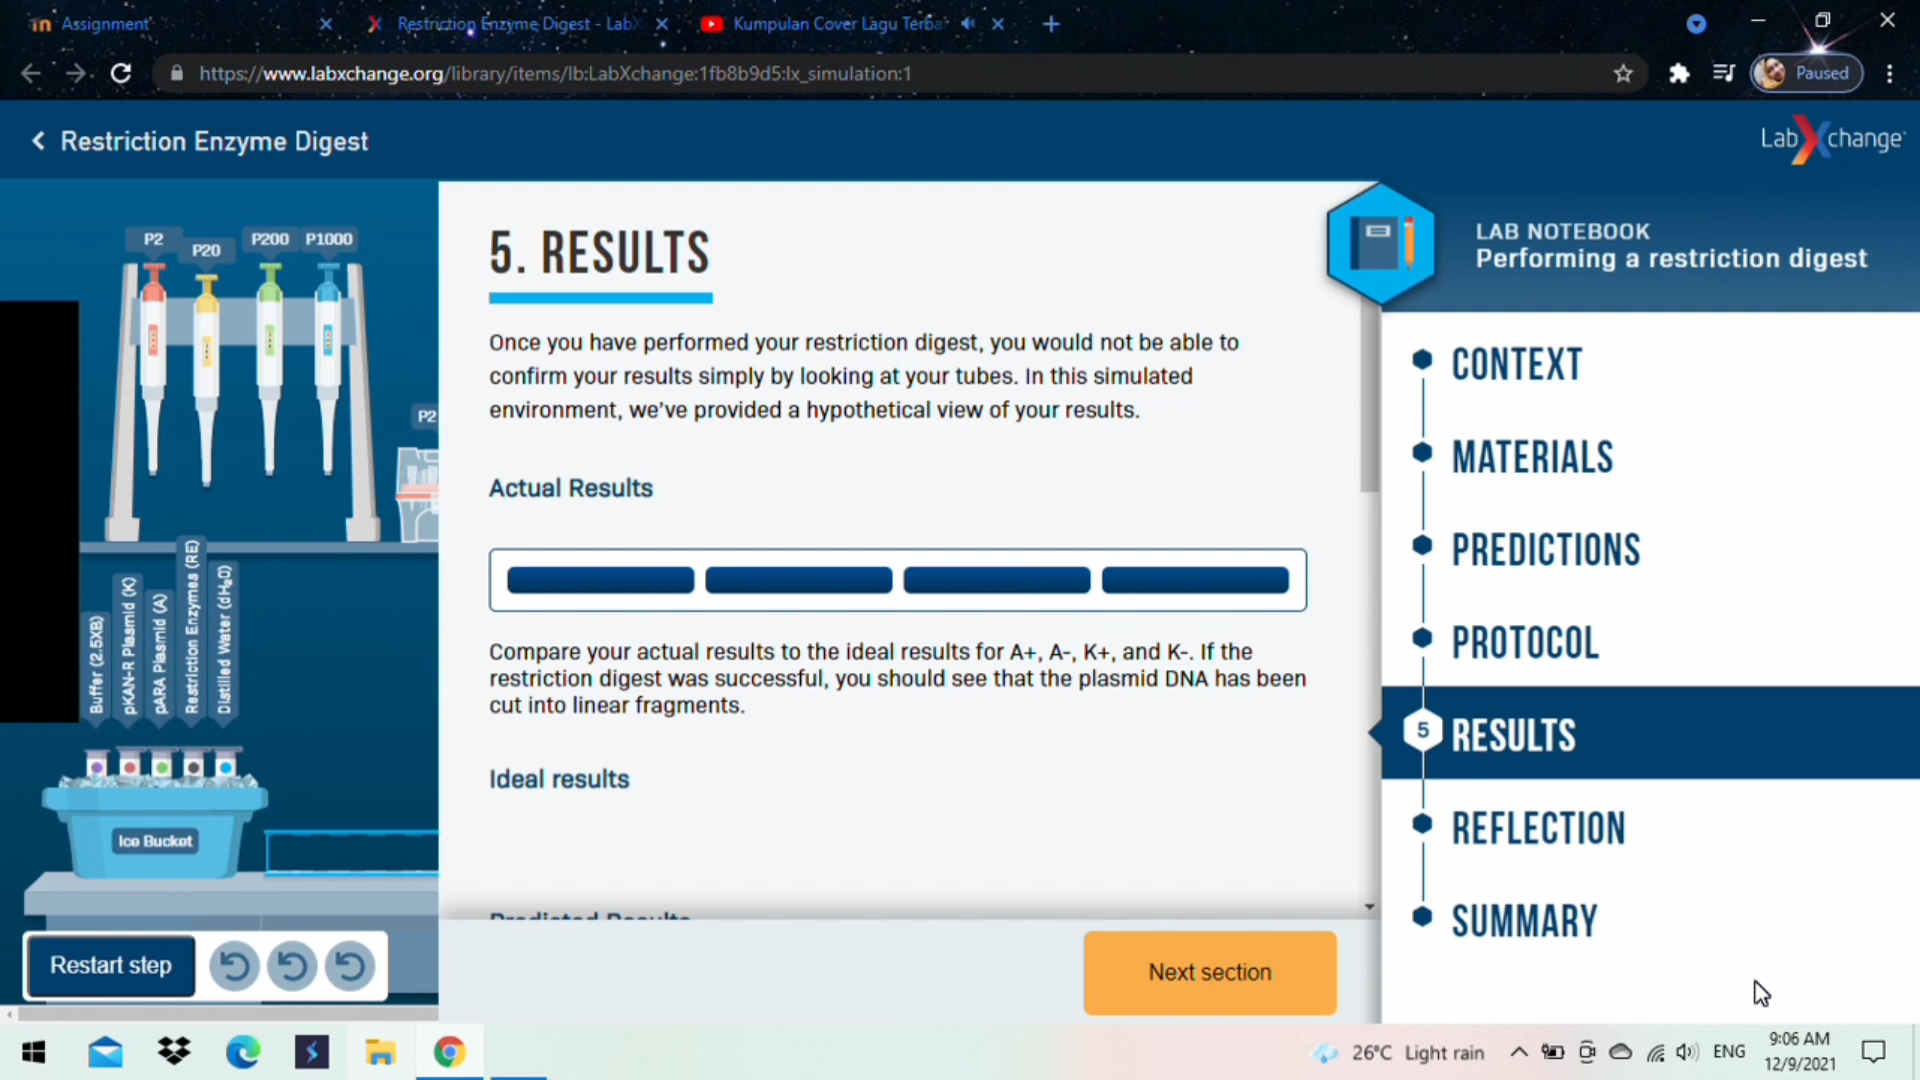 Assignment
Restriction Enzyme Digest - LabX
Kumpulan Cover Lagu Terba
https://www.labxchange.org/library/items/lb:LabXchange:1fb8b9d5:lx_simulation:1
Paused
Restriction Enzyme Digest
LabXchange
P2
P20
P200
P1000
P2
Buffer (2.5XB)
pKAN-R Plasmid (K)
pARA Plasmid (A)
Restriction Enzymes (RE)
Distilled Water (dH₂O)
Ice Bucket
Restart step
5. RESULTS
Once you have performed your restriction digest, you would not be able to
confirm your results simply by looking at your tubes. In this simulated
environment, we've provided a hypothetical view of your results.
Actual Results
Compare your actual results to the ideal results for A+, A-, K+, and K-. If the
restriction digest was successful, you should see that the plasmid DNA has been
cut into linear fragments.
Ideal results
Predicted Results
Next section
LAB NOTEBOOK
Performing a restriction digest
CONTEXT
MATERIALS
PREDICTIONS
PROTOCOL
5 RESULTS
REFLECTION
SUMMARY
26°C Light rain
ENG
9:06 AM
12/9/2021